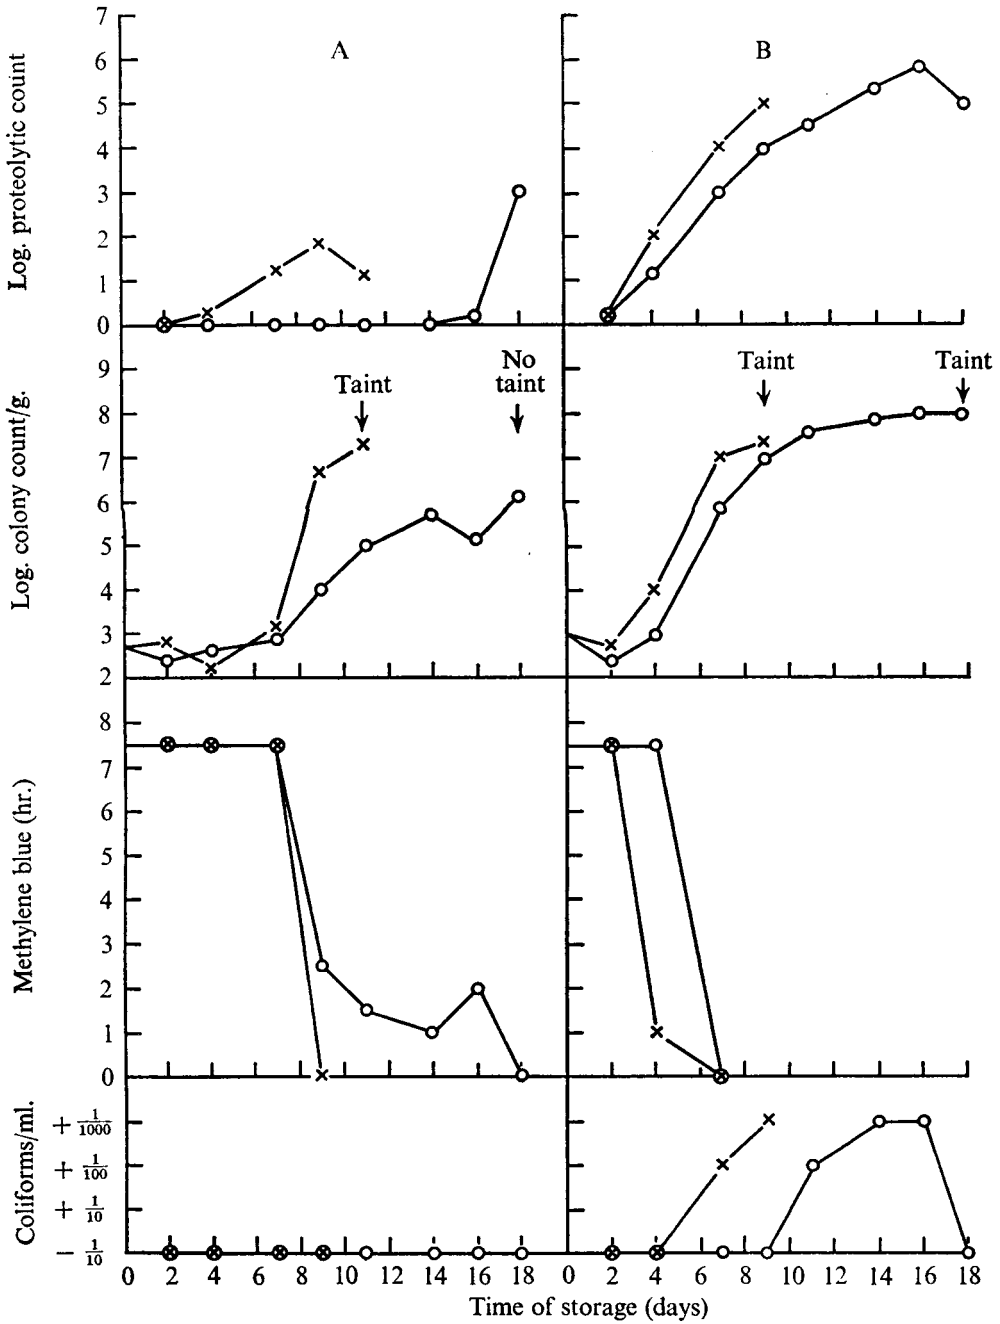 A
B
Log. proteolytic count
7
6
5
4
3
2
1
0
Taint
No
taint
Taint
Taint
Log. colony count/g.
9
8
7
6
5
4
3
2
Methylene blue (hr.)
8
7
6
5
4
3
2
1
0
Coliforms/ml.
+ 1/1000
+ 1/100
+ 1/10
− 1/10
0 2 4 6 8 10 12 14 16 18 0 2 4 6 8 10 12 14 16 18
Time of storage (days)